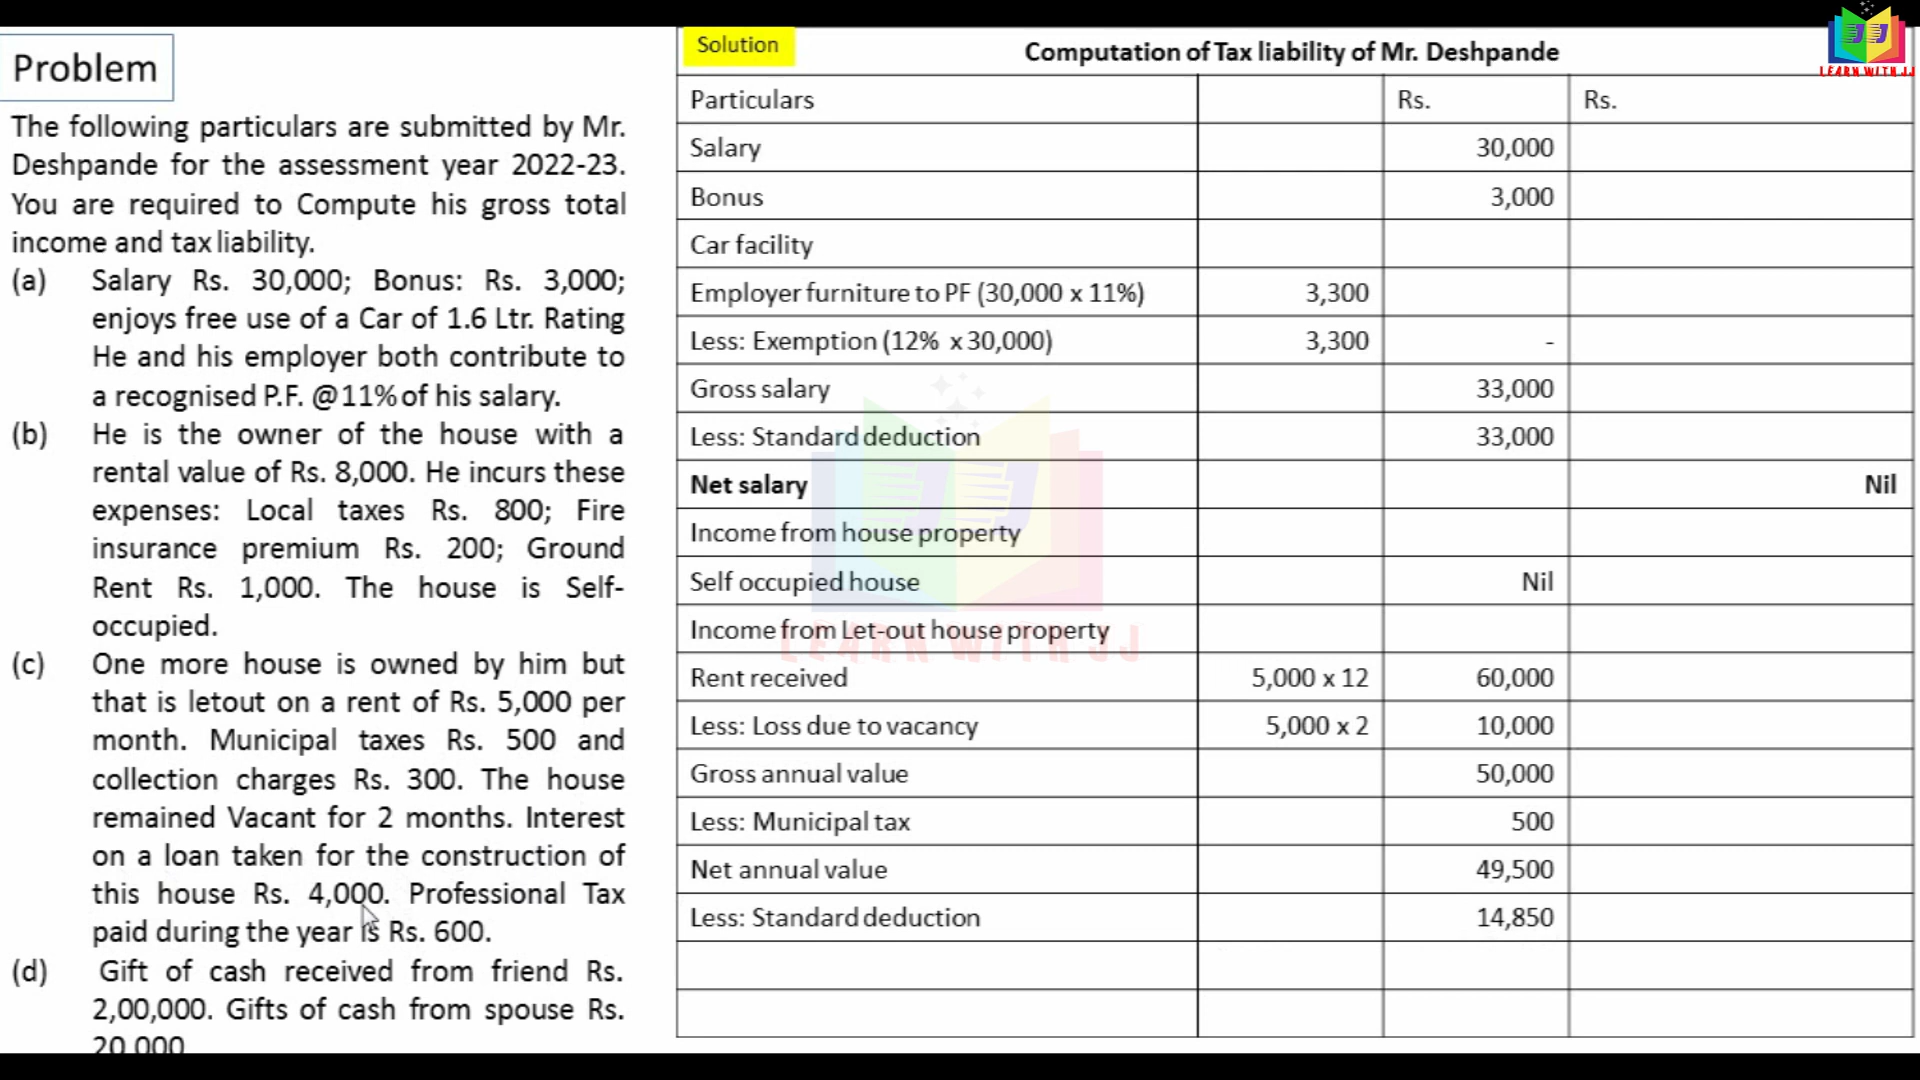 Problem
The following particulars are submitted by Mr.
Deshpande for the assessment year 2022-23.
You are required to Compute his gross total
income and tax liability.
(a) Salary Rs. 30,000; Bonus: Rs. 3,000;
enjoys free use of a Car of 1.6 Ltr. Rating
He and his employer both contribute to
a recognised P.F. @11% of his salary.
(b) He is the owner of the house with a
rental value of Rs. 8,000. He incurs these
expenses: Local taxes Rs. 800; Fire
insurance premium Rs. 200; Ground
Rent Rs. 1,000. The house is Self-
occupied.
(c) One more house is owned by him but
that is letout on a rent of Rs. 5,000 per
month. Municipal taxes Rs. 500 and
collection charges Rs. 300. The house
remained Vacant for 2 months. Interest
on a loan taken for the construction of
this house Rs. 4,000. Professional Tax
paid during the year is Rs. 600.
(d) Gift of cash received from friend Rs.
2,00,000. Gifts of cash from spouse Rs.
20,000
Solution
Computation of Tax liability of Mr. Deshpande
Particulars Rs. Rs.
Salary 30,000
Bonus 3,000
Car facility
Employer furniture to PF (30,000 x 11%) 3,300
Less: Exemption (12% x 30,000) 3,300 -
Gross salary 33,000
Less: Standard deduction 33,000
Net salary Nil
Income from house property
Self occupied house Nil
Income from Let-out house property
Rent received 5,000 x 12 60,000
Less: Loss due to vacancy 5,000 x 2 10,000
Gross annual value 50,000
Less: Municipal tax 500
Net annual value 49,500
Less: Standard deduction 14,850
LEARN WITH JJ
LEARN WITH JJ